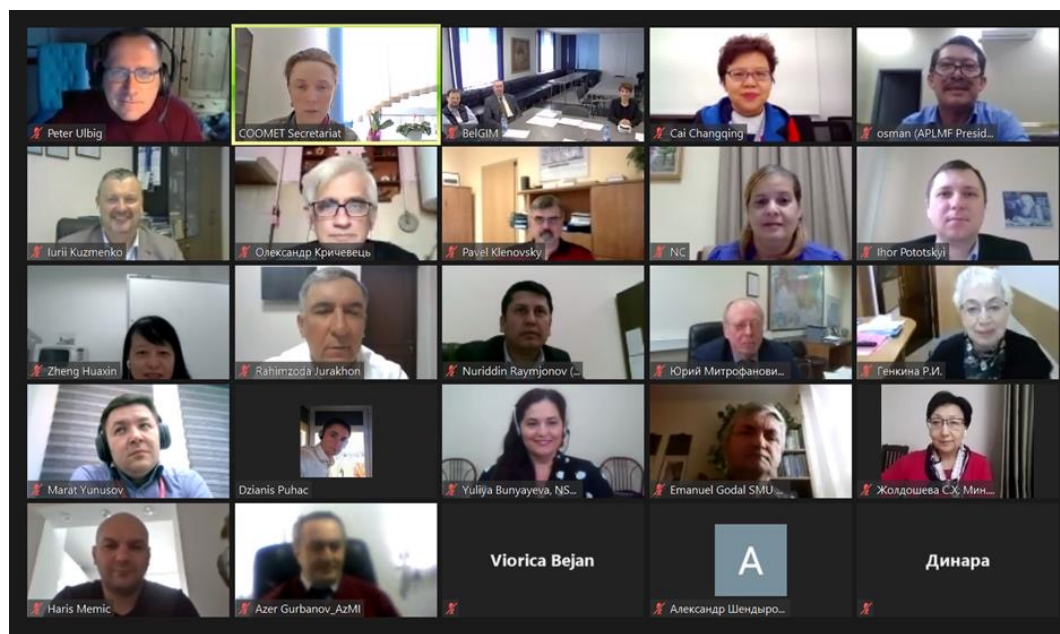 Peter Ulbig
COOMET Secretariat
BelGIM
Cai Changqing
osman (APLMF Presid...
Iurii Kuzmenko
Олександр Кричевець
Pavel Klenovsky
NC
Ihor Pototskyi
Zheng Huaxin
Rahimzoda Jurakhon
Nuriddin Raymjonov (...
Юрий Митрофанови...
Генкина Р.И.
Marat Yunusov
Dzianis Puhac
Yuliya Bunyayeva, NS...
Emanuel Godal SMU ...
Жолдошева С.Х. Мин....
Haris Memic
Azer Gurbanov_AzMI
Viorica Bejan
А
Александр Шендыро...
Динара